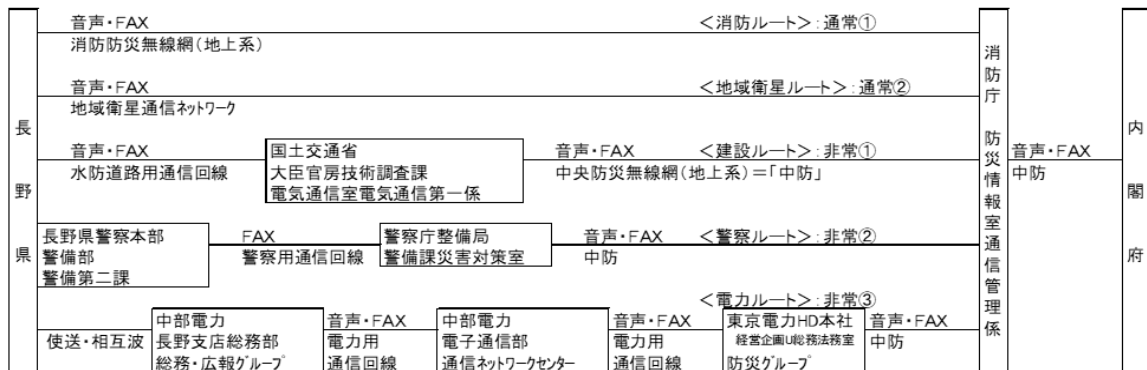 音声・FAX <消防ルート>:通常①
消防防災無線網(地上系)
音声・FAX <地域衛星ルート>:通常②
地域衛星通信ネットワーク
長野県
音声・FAX
水防道路用通信回線
国土交通省
大臣官房技術調査課
電気通信室電気通信第一係
音声・FAX <建設ルート>:非常①
中央防災無線網(地上系)=「中防」
長野県警察本部
警備部
警備第二課
FAX
警察用通信回線
警察庁整備局
警備課災害対策室
音声・FAX <警察ルート>:非常②
中防
<電力ルート>:非常③
使送・相互波
中部電力
長野支店総務部
総務・広報グループ
音声・FAX
電力用
通信回線
中部電力
電子通信部
通信ネットワークセンター
音声・FAX
電力用
通信回線
東京電力HD本社
経営企画U総務法務室
防災グループ
音声・FAX
中防
消防庁 防災情報室通信管理係
音声・FAX
中防
内閣府